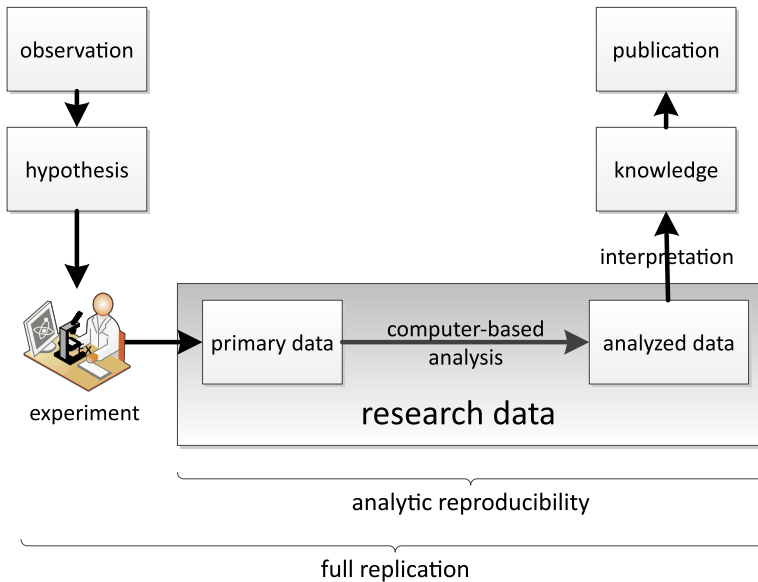 observation
publication
hypothesis
knowledge
interpretation
primary data
computer-based
analysis
analyzed data
experiment
research data
analytic reproducibility
full replication